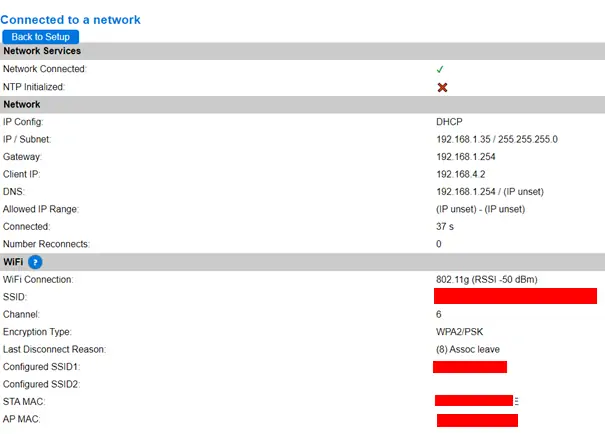 Connected to a network
Back to Setup
Network Services
Network Connected: ✓
NTP Initialized: ✗
Network
IP Config: DHCP
IP / Subnet: 192.168.1.35 / 255.255.255.0
Gateway: 192.168.1.254
Client IP: 192.168.4.2
DNS: 192.168.1.254 / (IP unset)
Allowed IP Range: (IP unset) - (IP unset)
Connected: 37 s
Number Reconnects: 0
WiFi ?
WiFi Connection: 802.11g (RSSI -50 dBm)
SSID:
Channel: 6
Encryption Type: WPA2/PSK
Last Disconnect Reason: (8) Assoc leave
Configured SSID1:
Configured SSID2:
STA MAC:
AP MAC: